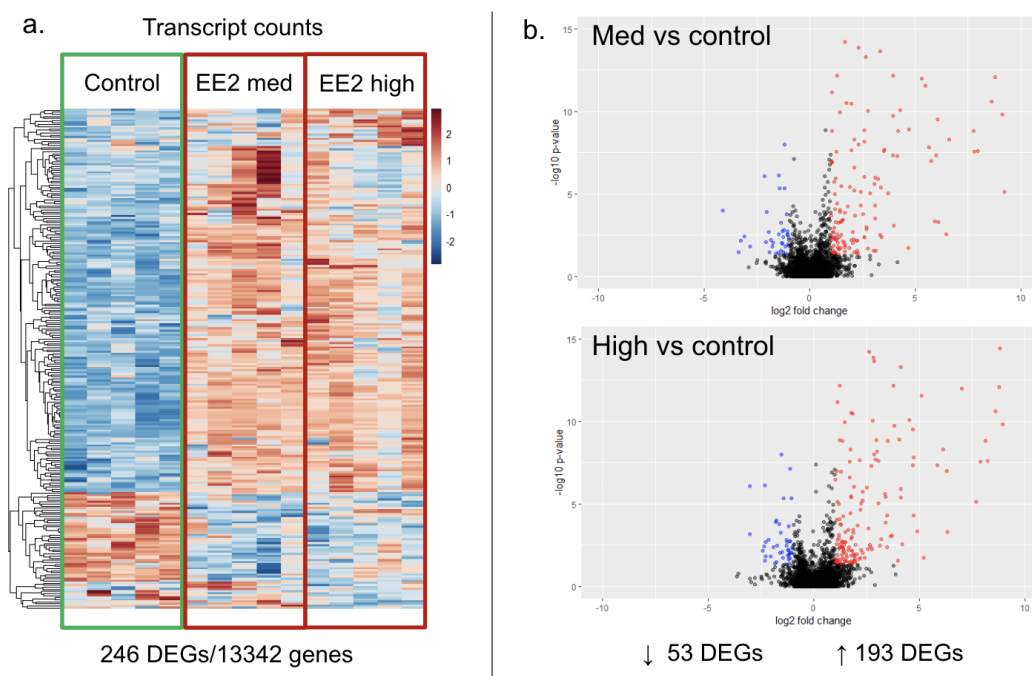 a.
Transcript counts
Control
EE2 med
EE2 high
2
1
0
-1
-2
246 DEGs/13342 genes
b.
Med vs control
15
10
5
0
-log10 p-value
-10
-5
0
5
10
log2 fold change
High vs control
15
10
5
0
-log10 p-value
-10
-5
0
5
10
log2 fold change
↓ 53 DEGs
↑ 193 DEGs